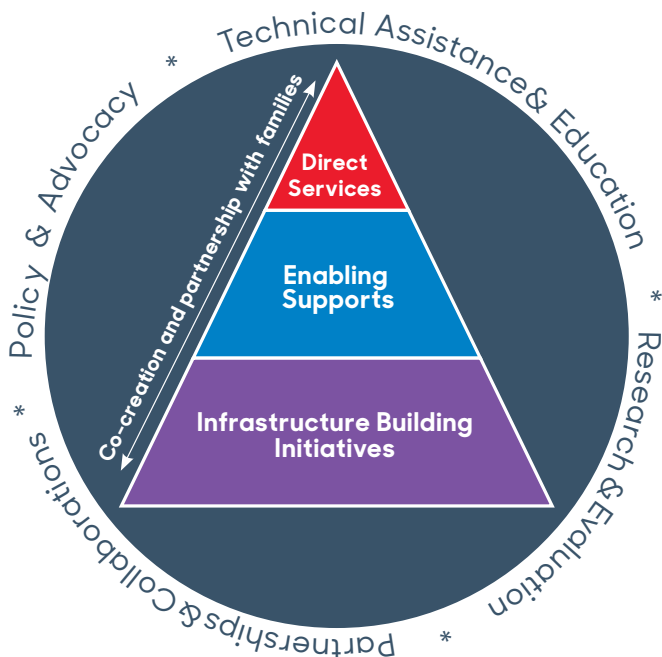 Technical Assistance & Education
*
Research & Evaluation
*
Partnerships & Collaborations
*
Policy & Advocacy
*
Co-creation and partnership with families
Direct
Services
Enabling
Supports
Infrastructure Building
Initiatives